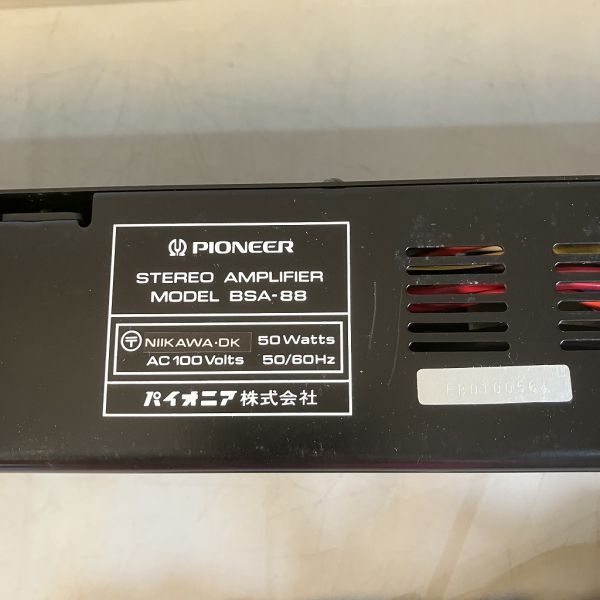 PIONEER
STEREO AMPLIFIER
MODEL BSA-88
〒 NIIKAWA·DK 50 Watts
AC 100 Volts 50/60Hz
パイオニア株式会社